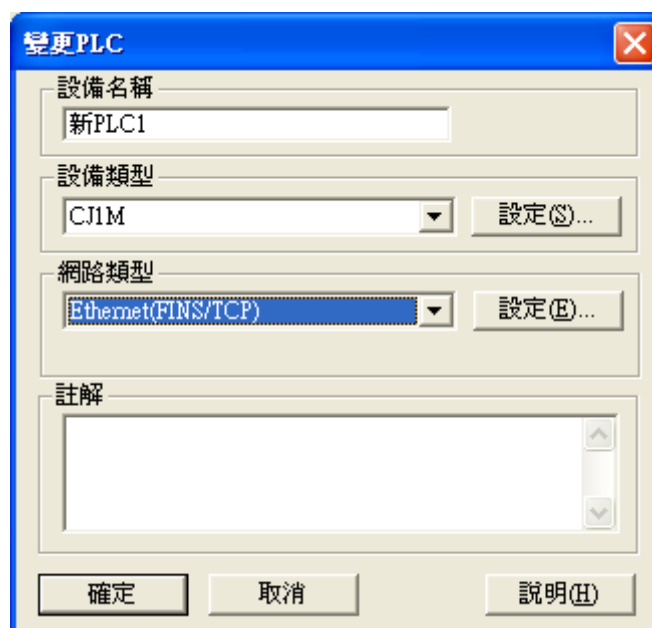 變更PLC
設備名稱
新PLC1
設備類型
CJ1M
設定(S)...
網路類型
Ethernet(FINS/TCP)
設定(E)...
註解
確定
取消
說明(H)